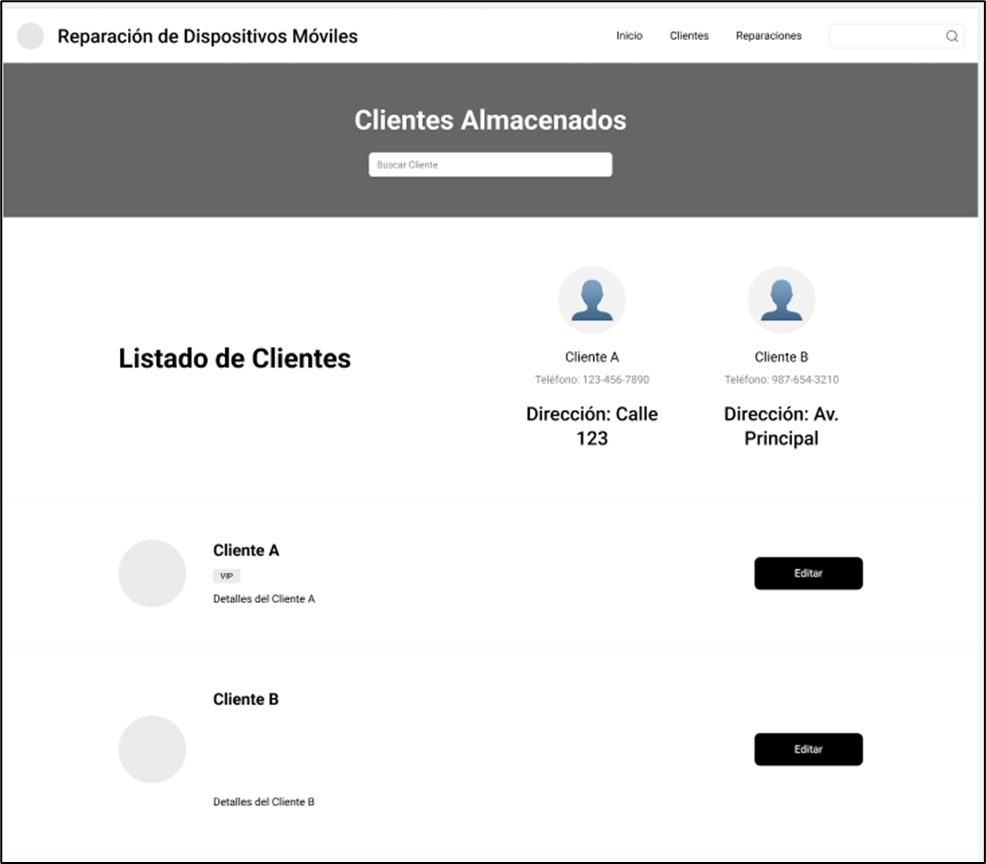 Reparación de Dispositivos Móviles
Inicio
Clientes
Reparaciones
Clientes Almacenados
Buscar Cliente
Listado de Clientes
Cliente A
Teléfono: 123-456-7890
Dirección: Calle
123
Cliente B
Teléfono: 987-654-3210
Dirección: Av.
Principal
Cliente A
VIP
Detalles del Cliente A
Editar
Cliente B
Detalles del Cliente B
Editar